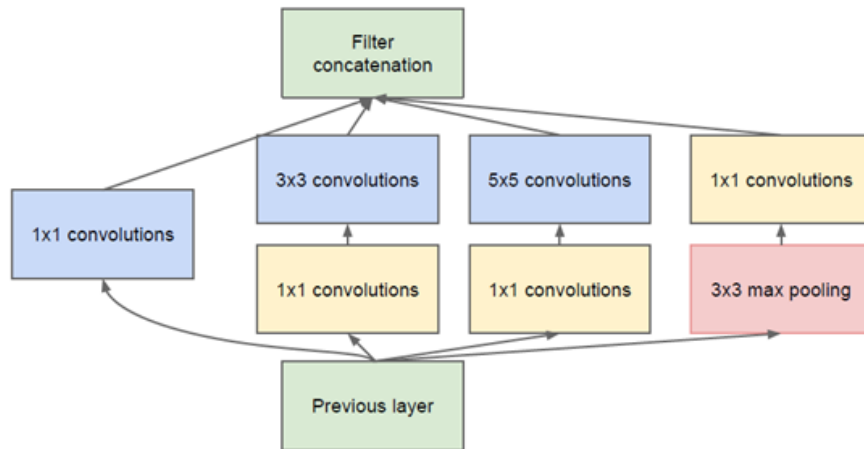 Filter
concatenation
3x3 convolutions
5x5 convolutions
1x1 convolutions
1x1 convolutions
1x1 convolutions
1x1 convolutions
3x3 max pooling
Previous layer